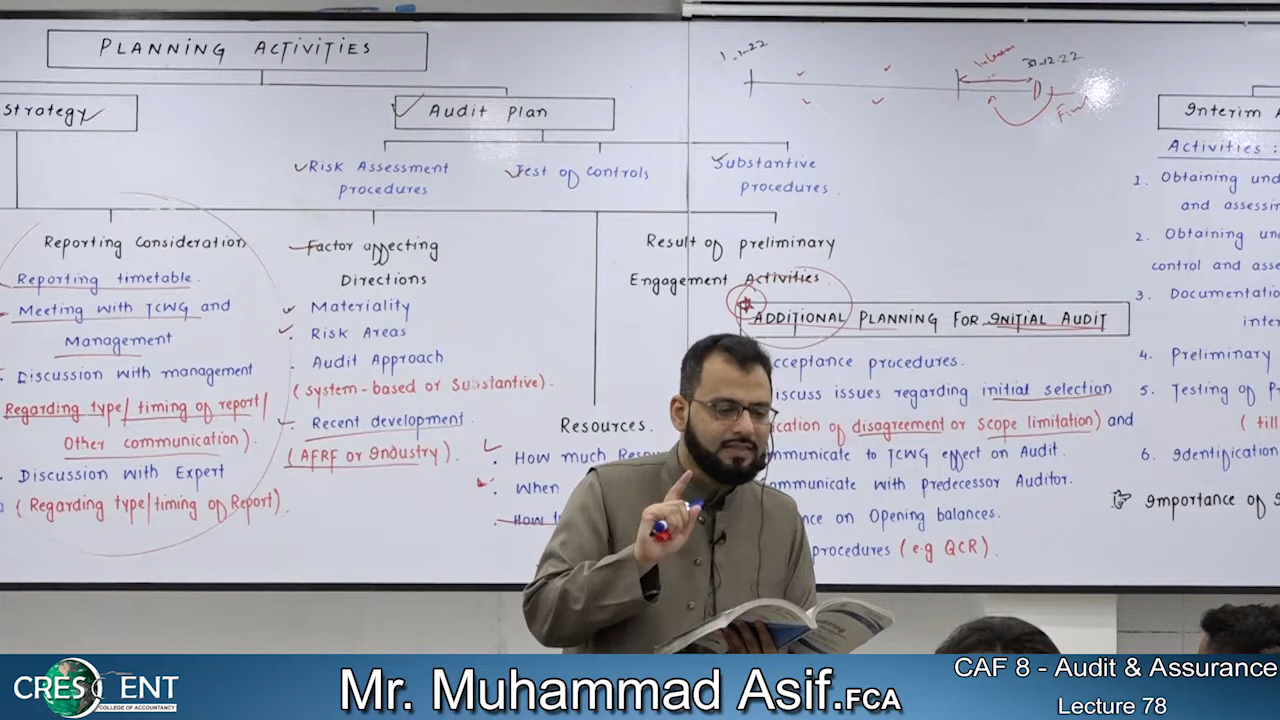 PLANNING ACTIVITIES
strategy
Audit plan
Risk Assessment
procedures
Test of controls
Substantive
procedures
Reporting Consideration
Reporting timetable
Meeting with TCWG and
Management
Discussion with management
Regarding type/timing of report/
Other communication).
Discussion with Expert
(Regarding type/timing of Report).
Factor affecting
Directions
Materiality
Risk Areas
Audit Approach
(system-based or Substantive).
Recent development
(AFRF or Industry).
Resources.
How much
When
How
Result of preliminary
Engagement Activities
ADDITIONAL PLANNING FOR INITIAL AUDIT
cceptance procedures.
iscuss issues regarding initial selection
ication of disagreement or scope limitation) and
mmunicate to TCWG effect on Audit.
mmunicate with predecessor Auditor.
nce on Opening balances.
procedures (e.g QCR).
1-1-22
31-12-22
Interim
Activities:
1. Obtaining und
and assessin
2. Obtaining un
control and asse
3. Documentatio
inter
4. Preliminary
5. Testing of
(till
6. Identification
Importance of
CRESCENT
COLLEGE OF ACCOUNTANCY
Mr. Muhammad Asif.FCA
CAF 8 - Audit & Assurance
Lecture 78